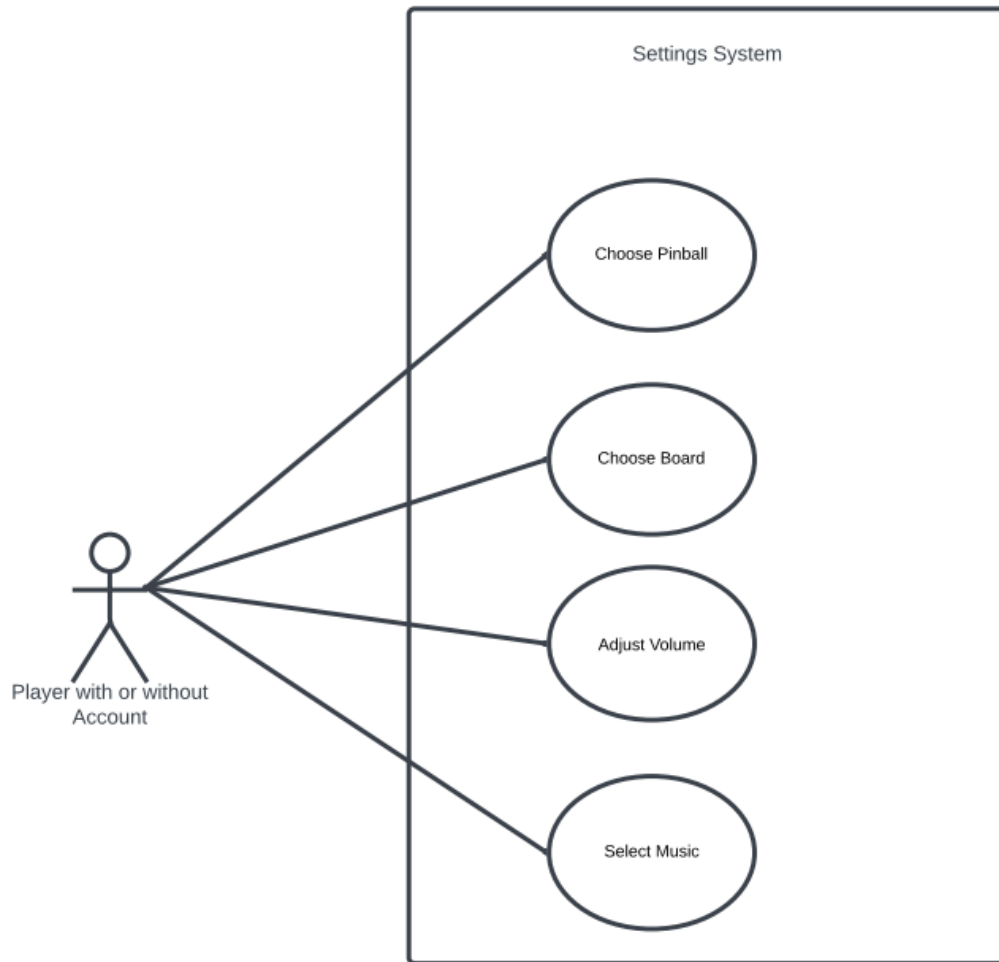 Settings System
Choose Pinball
Choose Board
Adjust Volume
Player with or without
Account
Select Music